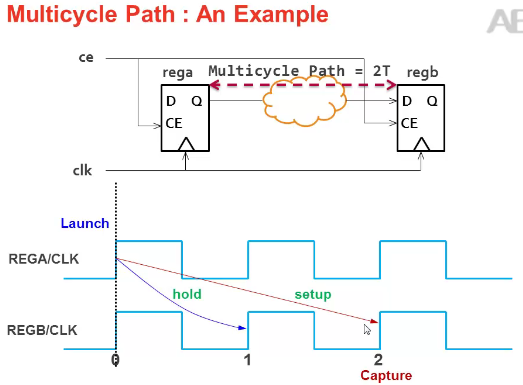 Multicycle Path : An Example
ce
rega
Multicycle Path = 2T
regb
D Q
CE
D Q
CE
clk
Launch
REGA/CLK
hold
setup
REGB/CLK
0
1
2
Capture